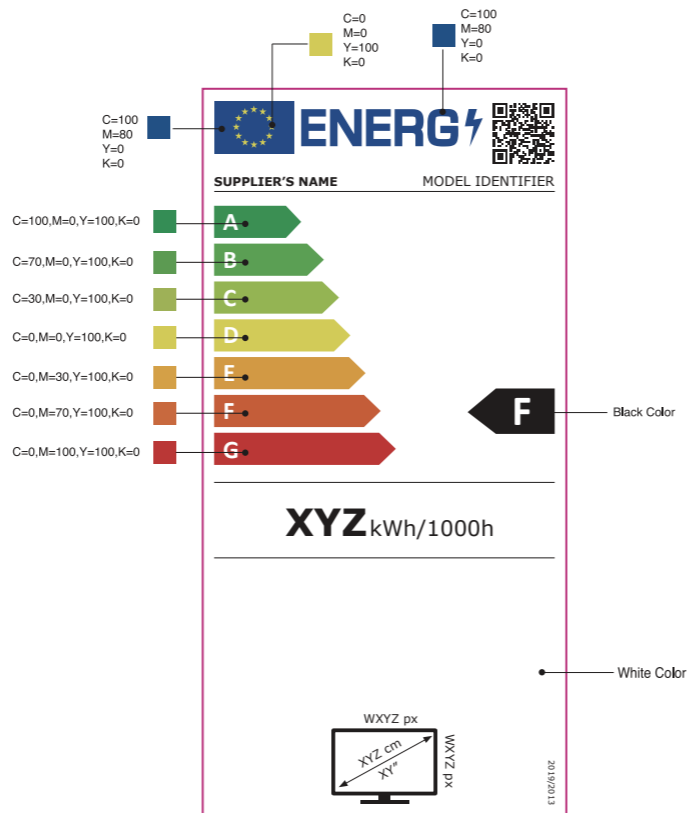 C=0
M=0
Y=100
K=0
C=100
M=80
Y=0
K=0
C=100
M=80
Y=0
K=0
ENERG
SUPPLIER'S NAME MODEL IDENTIFIER
C=100,M=0,Y=100,K=0 A
C=70,M=0,Y=100,K=0 B
C=30,M=0,Y=100,K=0 C
C=0,M=0,Y=100,K=0 D
C=0,M=30,Y=100,K=0 E
C=0,M=70,Y=100,K=0 F F Black Color
C=0,M=100,Y=100,K=0 G
XYZ kWh/1000h
White Color
WXYZ px
XYZ cm
XY"
WXYZ px
2019/2013